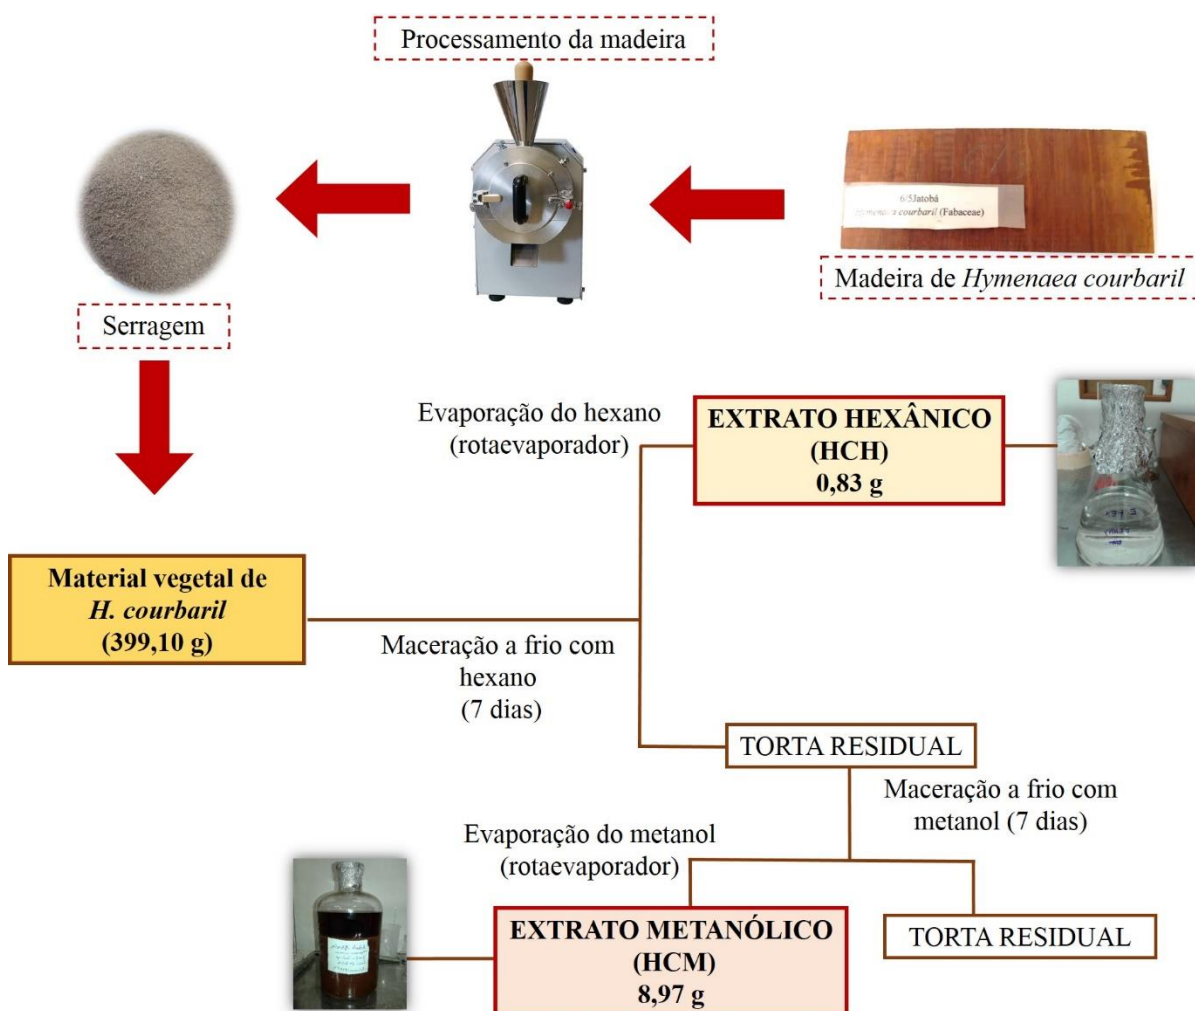 Processamento da madeira
6/5Jatobá
Hymenaea courbaril (Fabaceae)
Madeira de Hymenaea courbaril
Serragem
Evaporação do hexano
(rotaevaporador)
EXTRATO HEXÂNICO
(HCH)
0,83 g
Material vegetal de
H. courbaril
(399,10 g)
Maceração a frio com
hexano
(7 dias)
TORTA RESIDUAL
Maceração a frio com
metanol (7 dias)
Evaporação do metanol
(rotaevaporador)
EXTRATO METANÓLICO
(HCM)
8,97 g
TORTA RESIDUAL